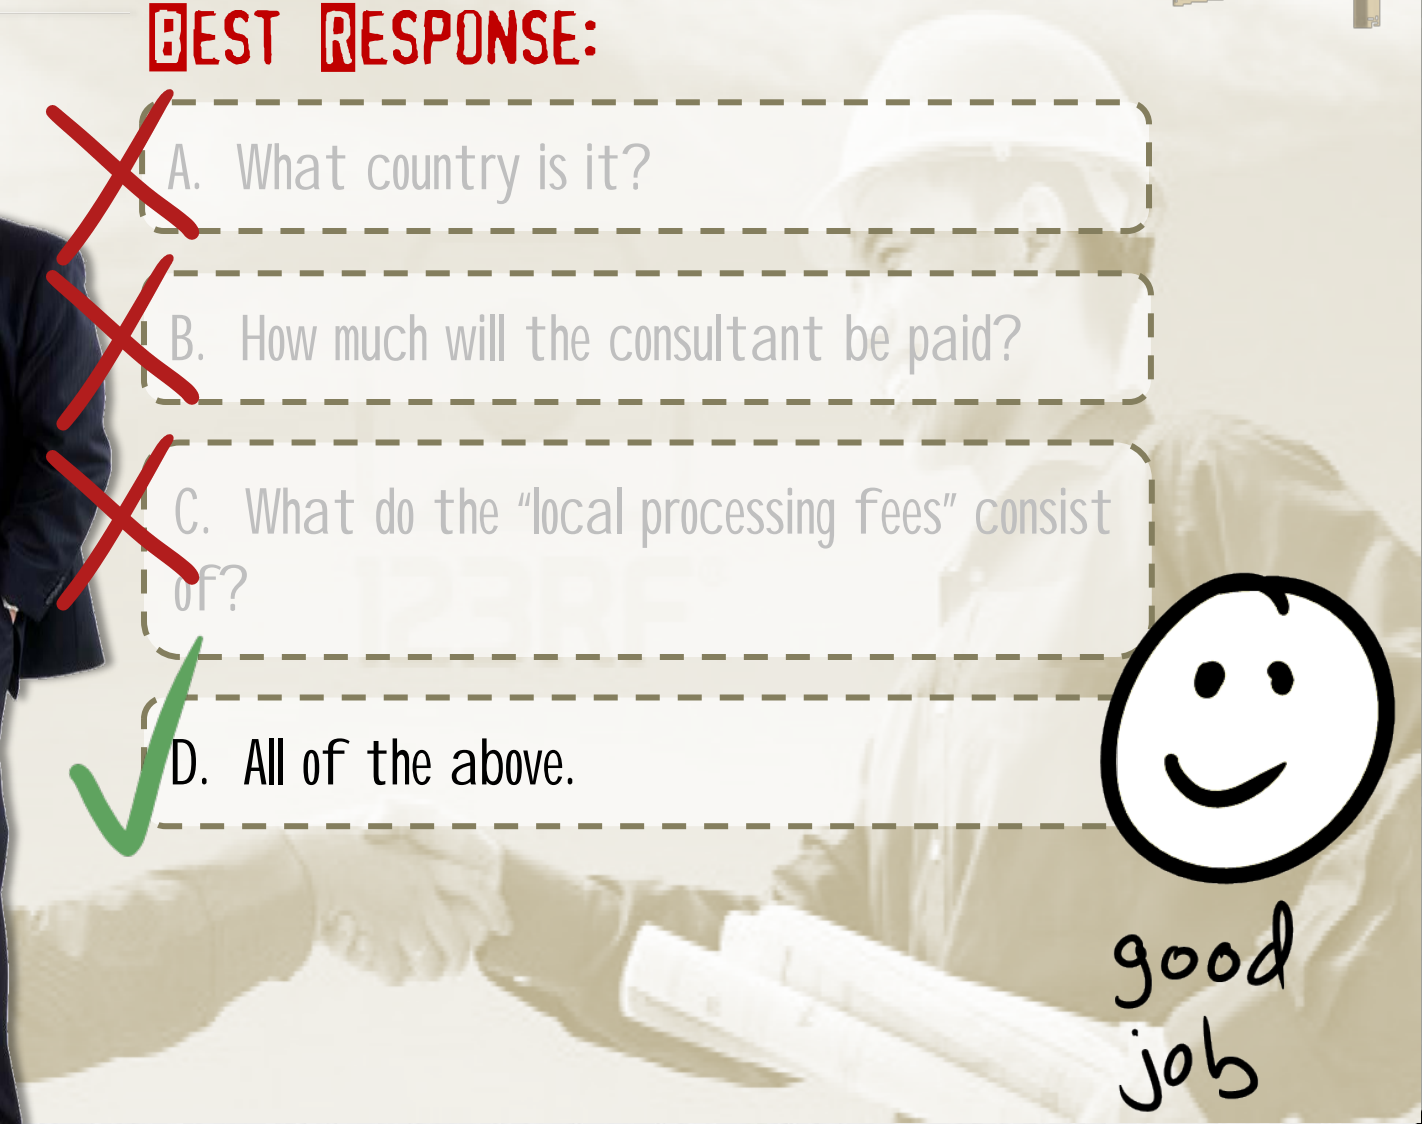 BEST RESPONSE:
A. What country is it?
B. How much will the consultant be paid?
C. What do the “local processing fees” consist
of?
123RF®
D. All of the above.
good
job